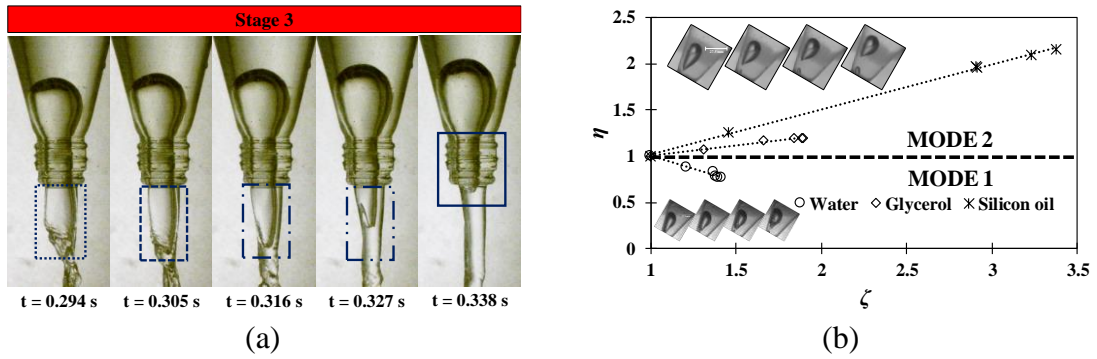 Stage 3
t = 0.294 s
t = 0.305 s
t = 0.316 s
t = 0.327 s
t = 0.338 s
(a)
2.5
2
1.5
1
0.5
0
η
MODE 2
MODE 1
Water
Glycerol
Silicon oil
1
1.5
2
2.5
3
3.5
ζ
(b)